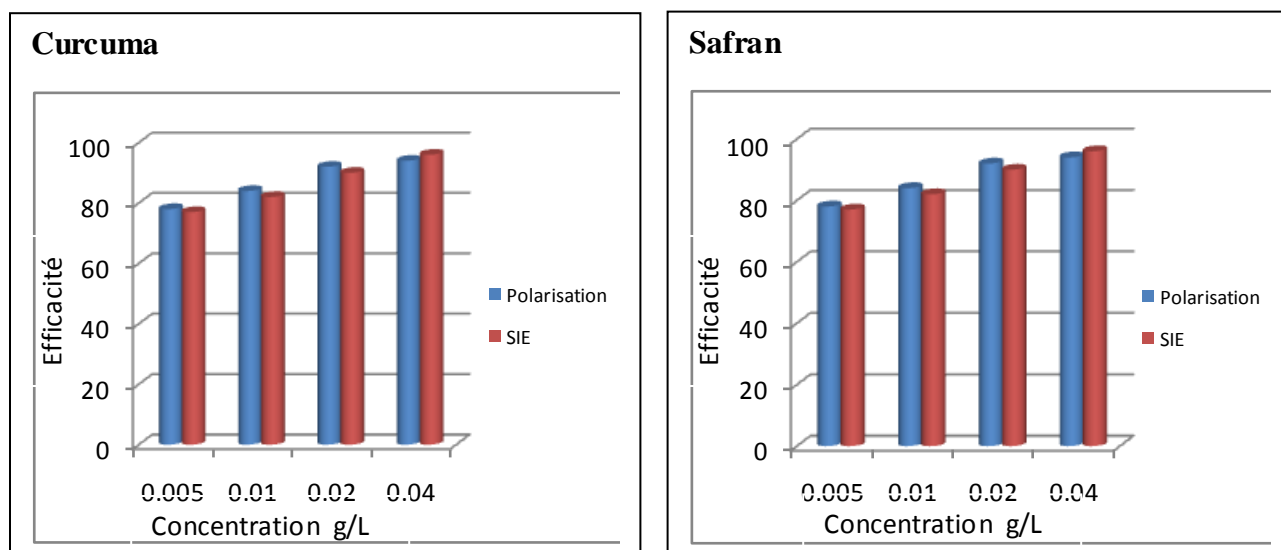 Curcuma
100
80
60
40
20
0
Efficacité
0.005 0.01 0.02 0.04
Concentration g/L
Polarisation
SIE
Safran
100
80
60
40
20
0
Efficacité
0.005 0.01 0.02 0.04
Concentration g/L
Polarisation
SIE